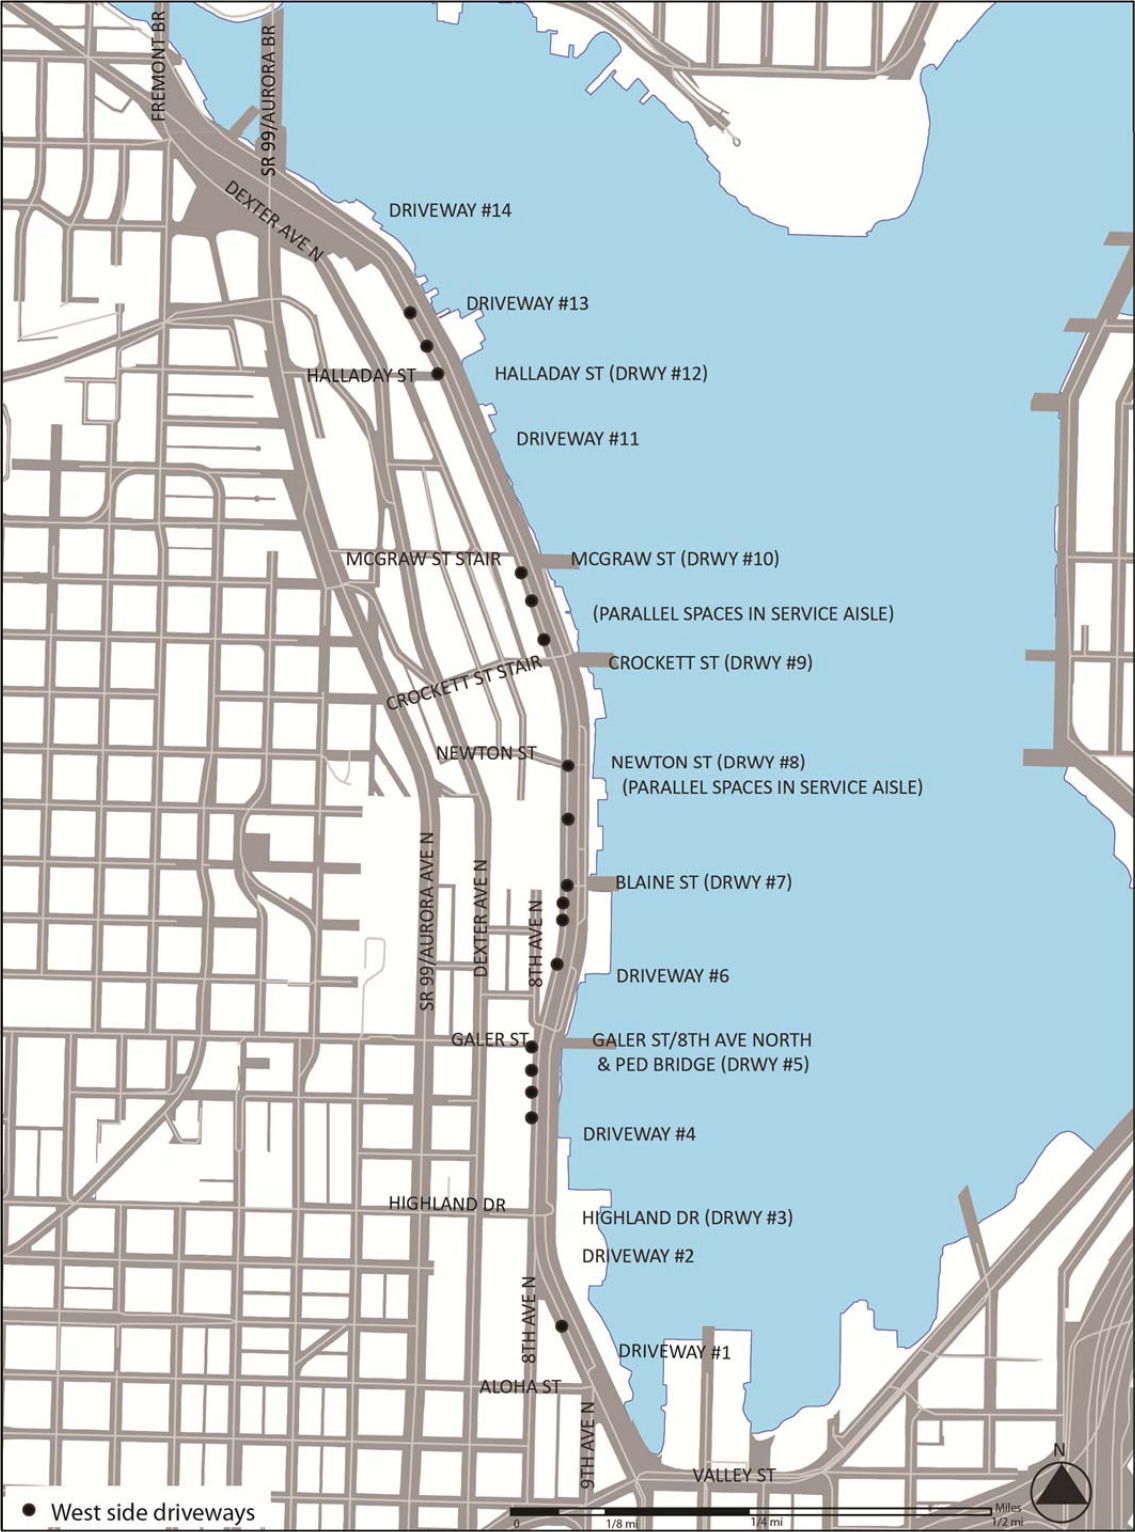 FREMONT BR
SR 99/AURORA BR
DEXTER AVE N
DRIVEWAY #14
DRIVEWAY #13
HALLADAY ST
HALLADAY ST (DRWY #12)
DRIVEWAY #11
MCGRAW ST STAIR
MCGRAW ST (DRWY #10)
(PARALLEL SPACES IN SERVICE AISLE)
CROCKETT ST STAIR
CROCKETT ST (DRWY #9)
NEWTON ST
NEWTON ST (DRWY #8)
(PARALLEL SPACES IN SERVICE AISLE)
SR 99/AURORA AVE N
DEXTER AVE N
8TH AVE N
BLAINE ST (DRWY #7)
DRIVEWAY #6
GALER ST
GALER ST/8TH AVE NORTH
& PED BRIDGE (DRWY #5)
DRIVEWAY #4
HIGHLAND DR
HIGHLAND DR (DRWY #3)
DRIVEWAY #2
8TH AVE N
DRIVEWAY #1
ALOHA ST
9TH AVE N
VALLEY ST
N
West side driveways
Miles
0
1/8 mi
1/4 mi
1/2 mi